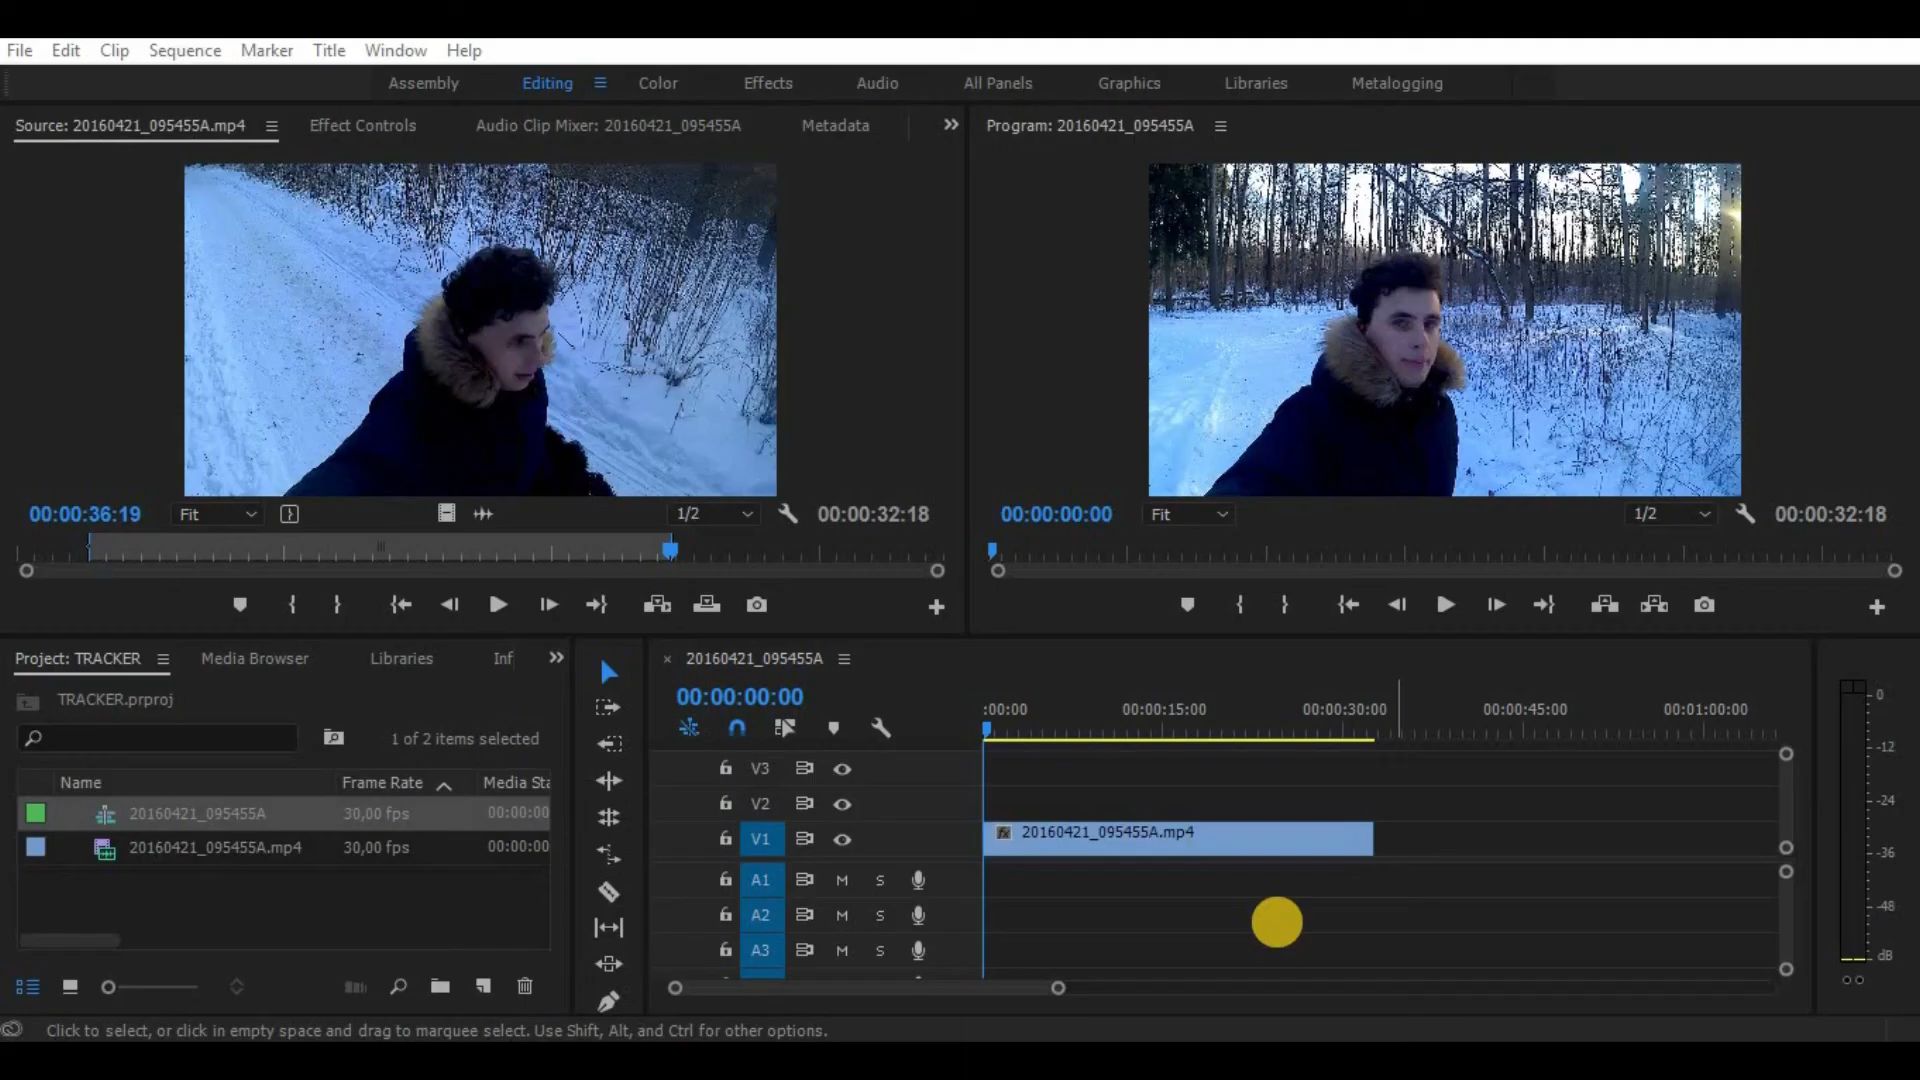 File Edit Clip Sequence Marker Title Window Help
Assembly Editing Color Effects Audio All Panels Graphics Libraries Metalogging
Source: 20160421_095455A.mp4 Effect Controls Audio Clip Mixer: 20160421_095455A Metadata
Program: 20160421_095455A
00:00:36:19 Fit 1/2 00:00:32:18
00:00:00:00 Fit 1/2 00:00:32:18
Project: TRACKER Media Browser Libraries Inf
TRACKER.prproj
1 of 2 items selected
Name Frame Rate Media Sta
20160421_095455A 30,00 fps 00:00:00
20160421_095455A.mp4 30,00 fps 00:00:00
× 20160421_095455A
00:00:00:00
:00:00 00:00:15:00 00:00:30:00 00:00:45:00 00:01:00:00
V3
V2
V1 fx 20160421_095455A.mp4
A1 M S
A2 M S
A3 M S
0
-12
-24
-36
-48
dB
Click to select, or click in empty space and drag to marquee select. Use Shift, Alt, and Ctrl for other options.